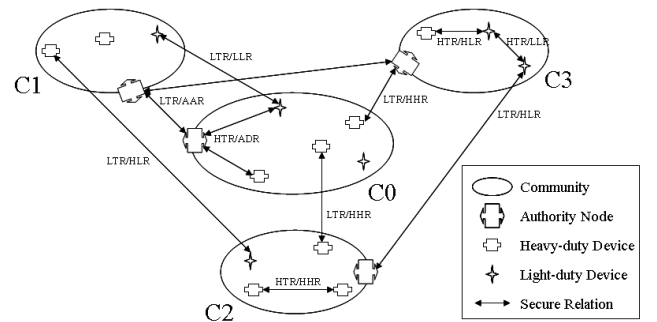 HTR/HLR
HTR/LLR
LTR/LLR
C1
C3
LTR/AAR
LTR/HHR
LTR/HLR
HTR/ADR
LTR/HLR
C0
LTR/HHR
HTR/HHR
C2
Community
Authority Node
Heavy-duty Device
Light-duty Device
Secure Relation